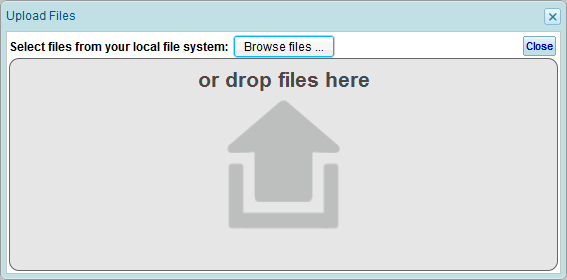 Upload Files
Select files from your local file system: Browse files ... Close
or drop files here